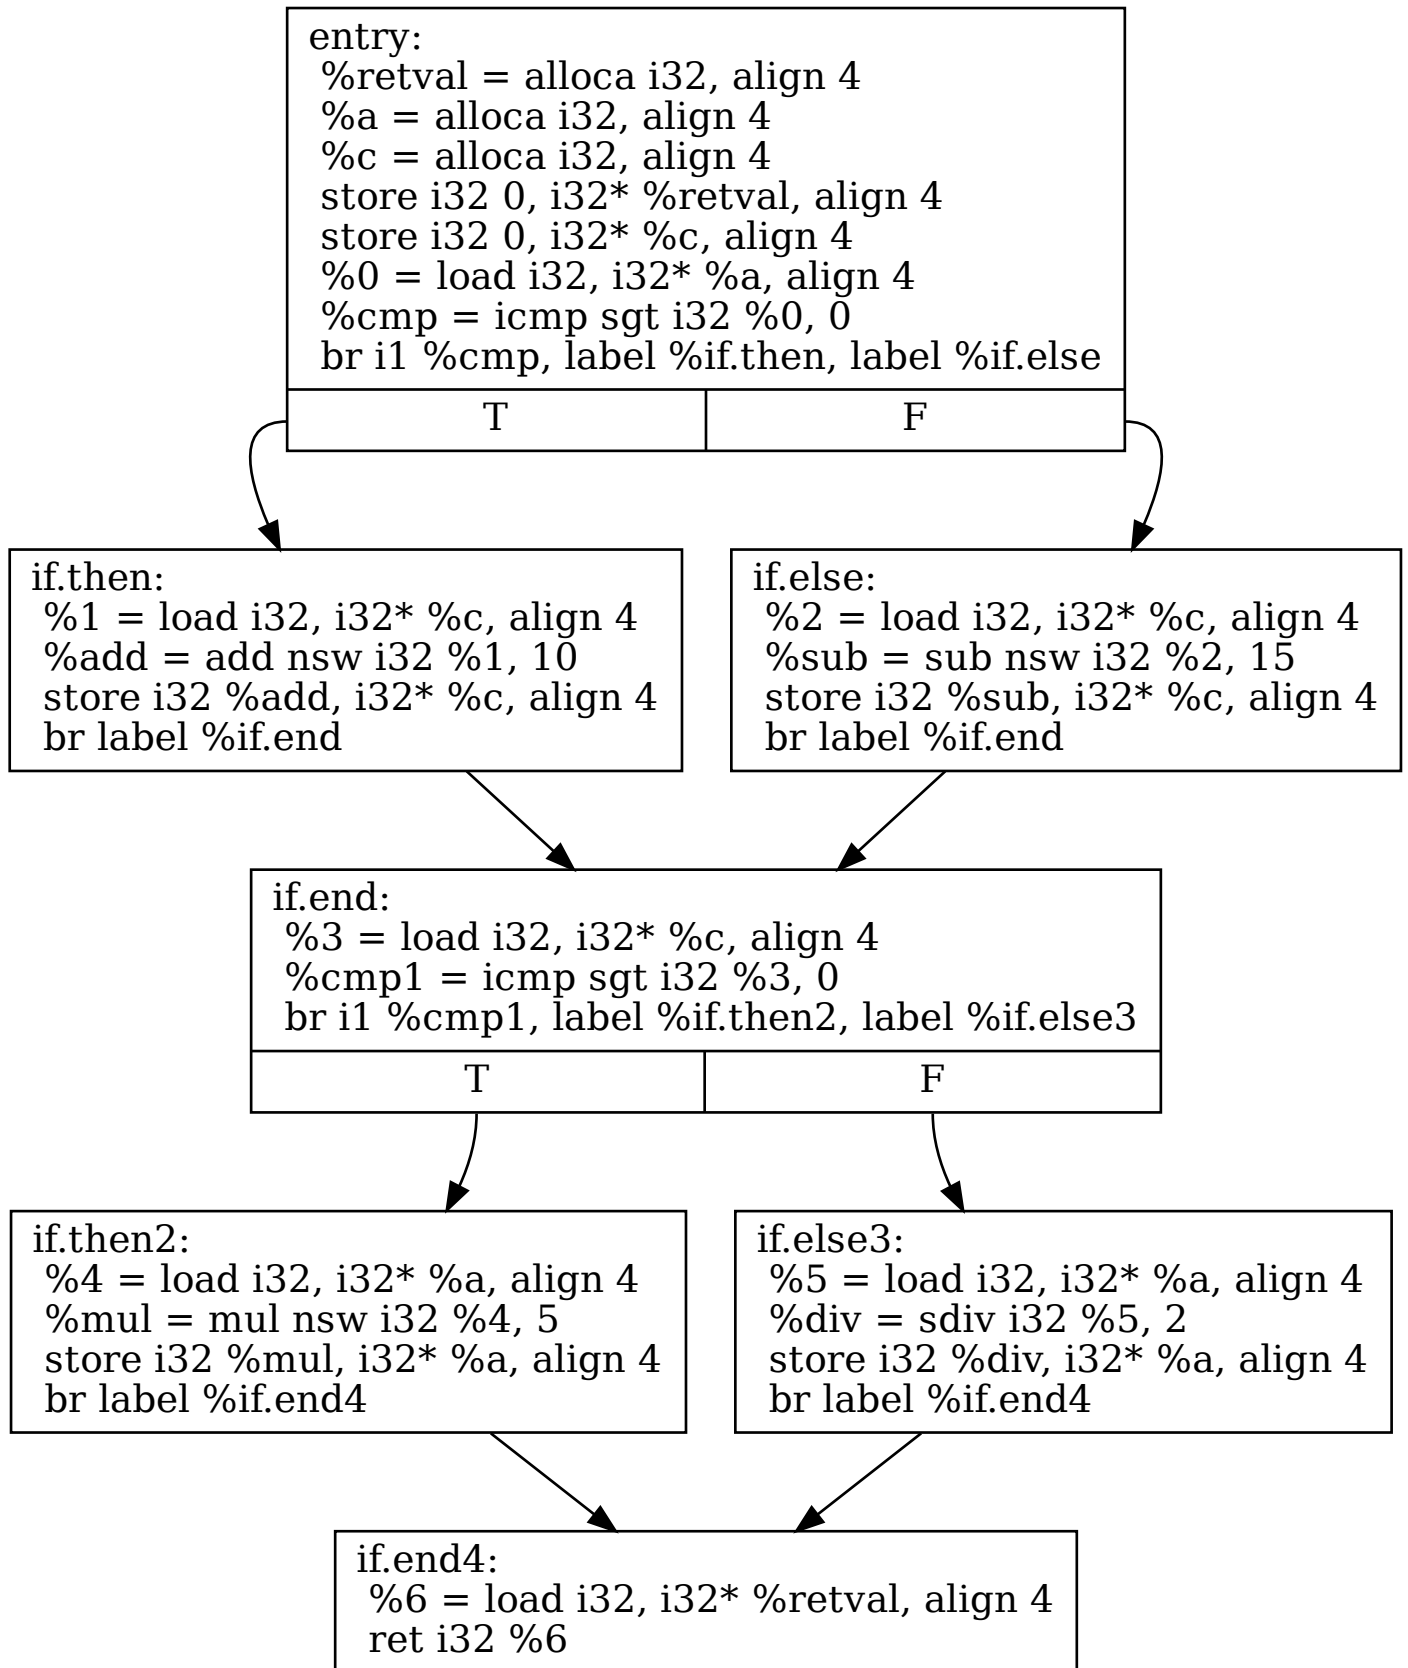 entry:
%retval = alloca i32, align 4
%a = alloca i32, align 4
%c = alloca i32, align 4
store i32 0, i32* %retval, align 4
store i32 0, i32* %c, align 4
%0 = load i32, i32* %a, align 4
%cmp = icmp sgt i32 %0, 0
br i1 %cmp, label %if.then, label %if.else
T
F
if.then:
%1 = load i32, i32* %c, align 4
%add = add nsw i32 %1, 10
store i32 %add, i32* %c, align 4
br label %if.end
if.else:
%2 = load i32, i32* %c, align 4
%sub = sub nsw i32 %2, 15
store i32 %sub, i32* %c, align 4
br label %if.end
if.end:
%3 = load i32, i32* %c, align 4
%cmp1 = icmp sgt i32 %3, 0
br i1 %cmp1, label %if.then2, label %if.else3
T
F
if.then2:
%4 = load i32, i32* %a, align 4
%mul = mul nsw i32 %4, 5
store i32 %mul, i32* %a, align 4
br label %if.end4
if.else3:
%5 = load i32, i32* %a, align 4
%div = sdiv i32 %5, 2
store i32 %div, i32* %a, align 4
br label %if.end4
if.end4:
%6 = load i32, i32* %retval, align 4
ret i32 %6